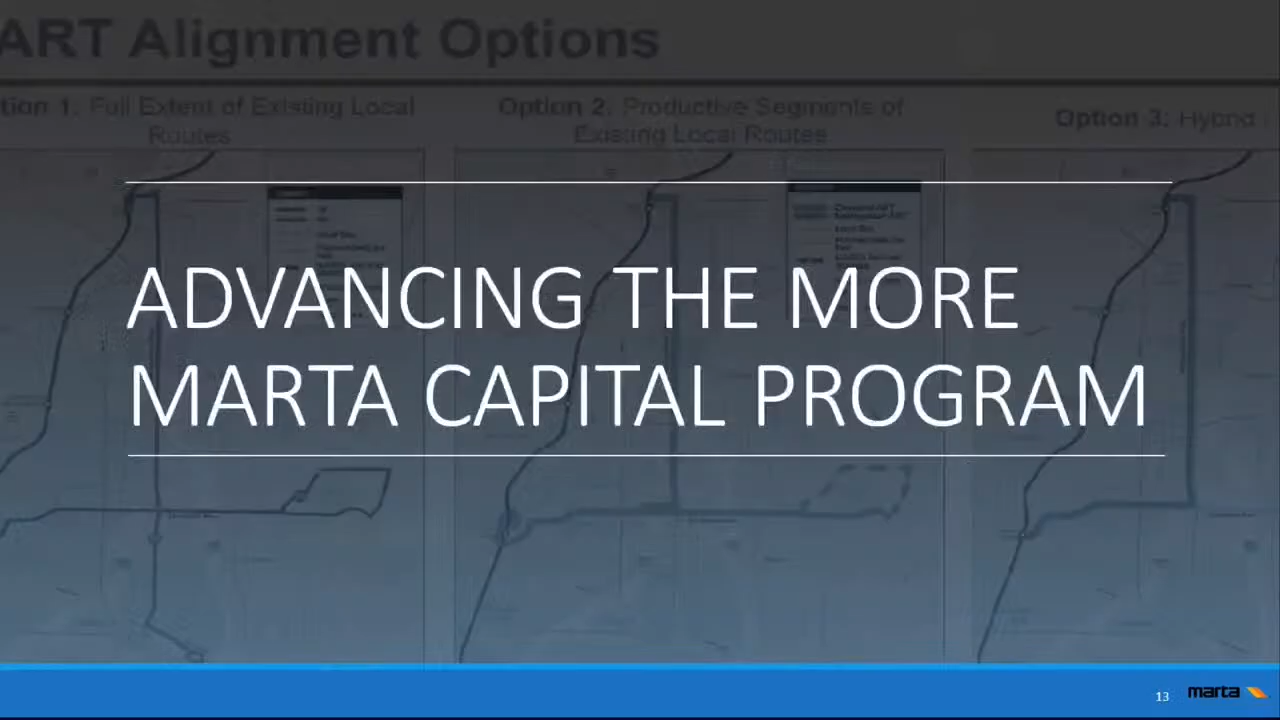 ART Alignment Options
tion 1: Full Extent of Existing Local
Routes
Option 2: Productive Segments of
Existing Local Routes
Option 3: Hybrid
ADVANCING THE MORE
MARTA CAPITAL PROGRAM
13
marta